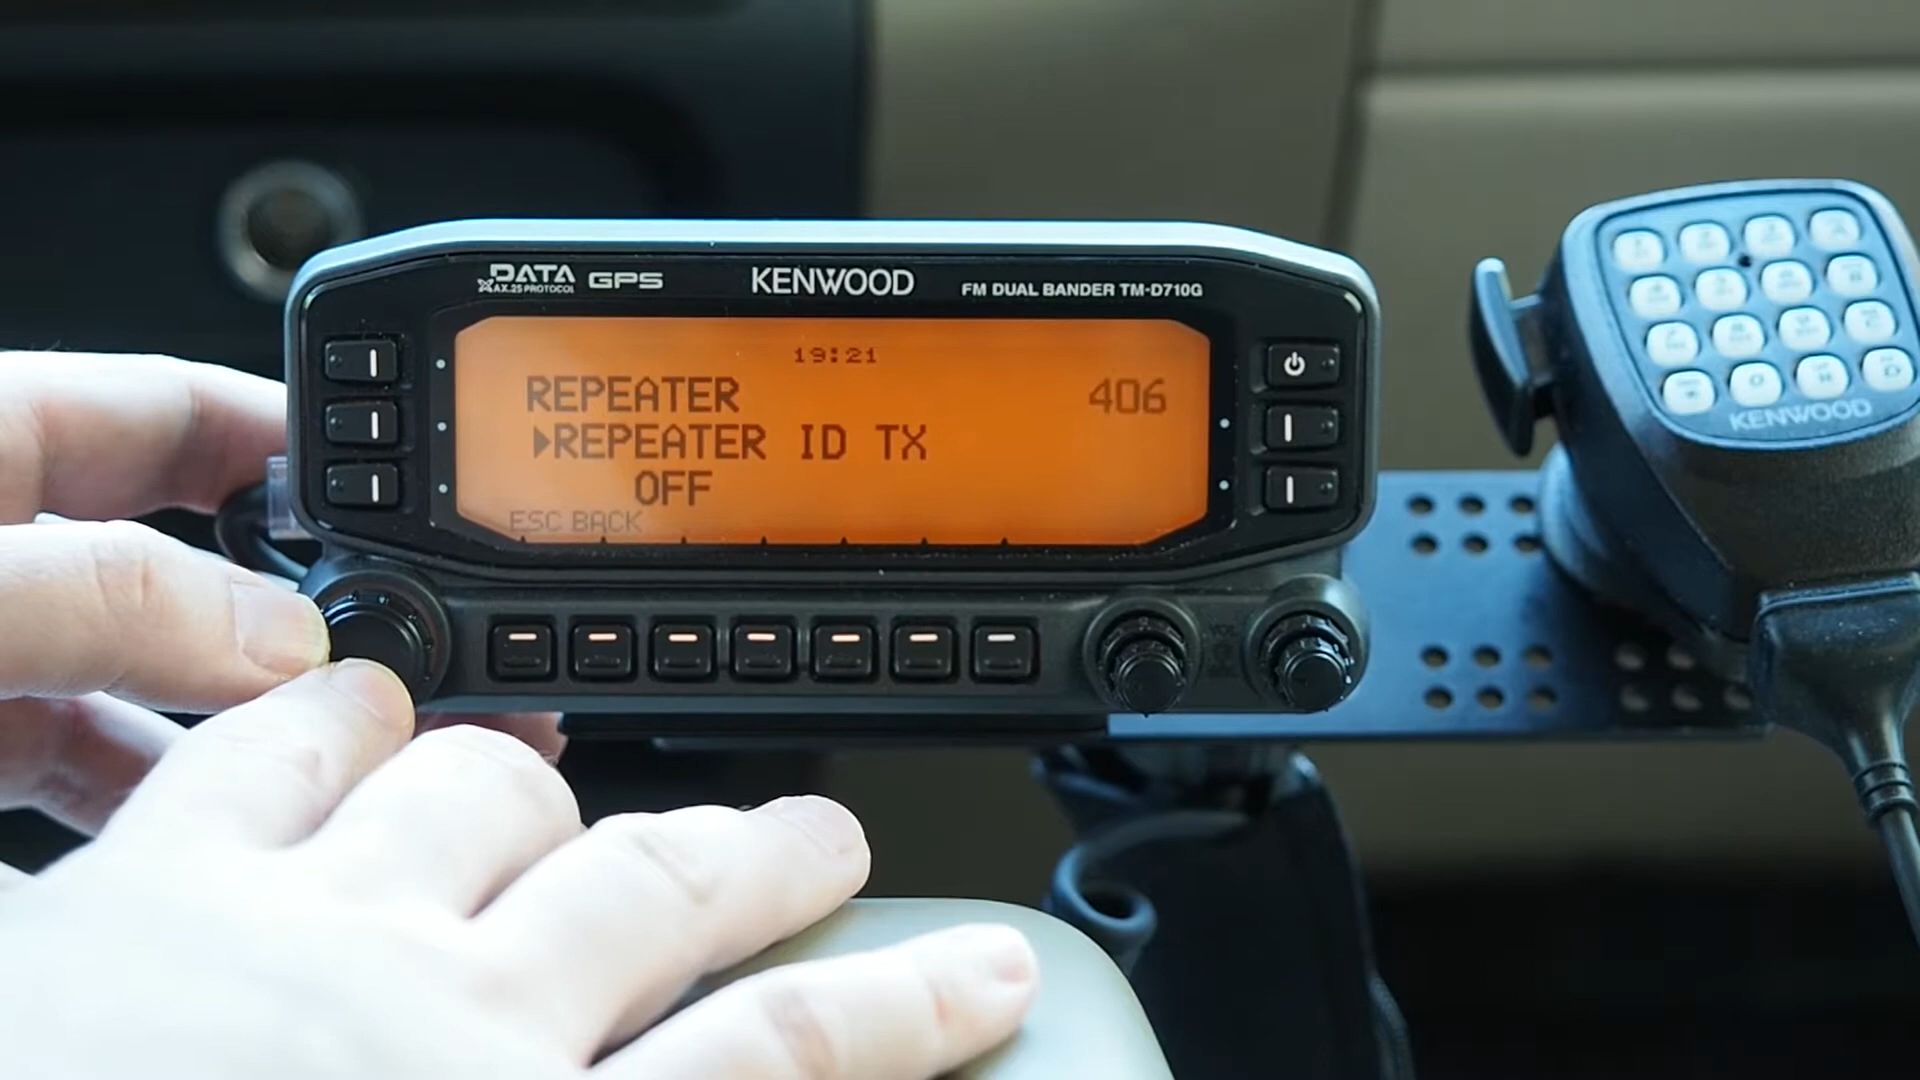 DATA GPS
AX.25 PROTOCOL
KENWOOD
FM DUAL BANDER TM-D710G
19:21
REPEATER 406
▶REPEATER ID TX
OFF
ESC BACK
VOL
KENWOOD